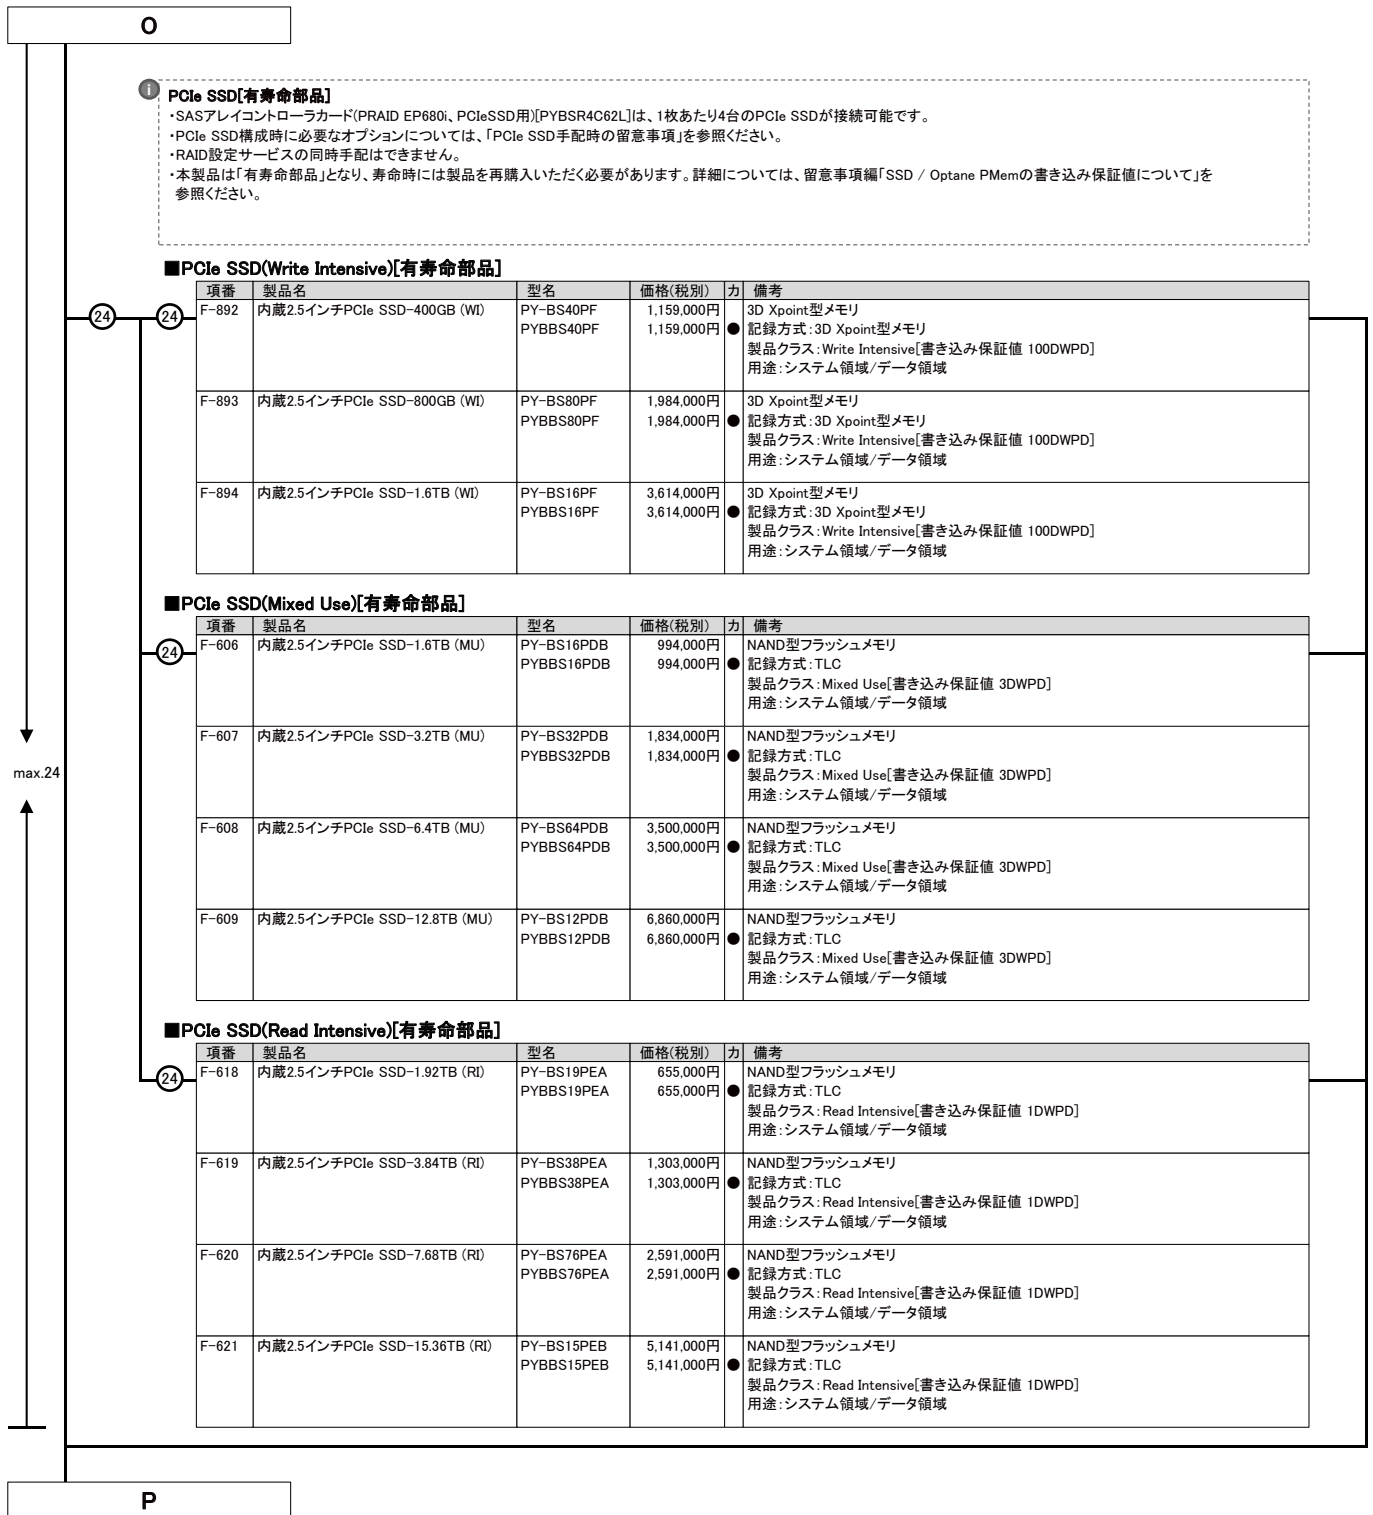 O
PCIe SSD[有寿命部品]
・SASアレイコントローラカード(PRAID EP680i、PCIeSSD用)[PYBSR4C62L]は、1枚あたり4台のPCIe SSDが接続可能です。
・PCIe SSD構成時に必要なオプションについては、「PCIe SSD手配時の留意事項」を参照ください。
・RAID設定サービスの同時手配はできません。
・本製品は「有寿命部品」となり、寿命時には製品を再購入いただく必要があります。詳細については、留意事項編「SSD / Optane PMemの書き込み保証値について」を
参照ください。
■PCIe SSD(Write Intensive)[有寿命部品]
項番 製品名 型名 価格(税別) カ 備考
24 24 F-892 内蔵2.5インチPCIe SSD-400GB (WI) PY-BS40PF 1,159,000円 3D Xpoint型メモリ
PYBBS40PF 1,159,000円 ● 記録方式:3D Xpoint型メモリ
製品クラス:Write Intensive[書き込み保証値 100DWPD]
用途:システム領域/データ領域
F-893 内蔵2.5インチPCIe SSD-800GB (WI) PY-BS80PF 1,984,000円 3D Xpoint型メモリ
PYBBS80PF 1,984,000円 ● 記録方式:3D Xpoint型メモリ
製品クラス:Write Intensive[書き込み保証値 100DWPD]
用途:システム領域/データ領域
F-894 内蔵2.5インチPCIe SSD-1.6TB (WI) PY-BS16PF 3,614,000円 3D Xpoint型メモリ
PYBBS16PF 3,614,000円 ● 記録方式:3D Xpoint型メモリ
製品クラス:Write Intensive[書き込み保証値 100DWPD]
用途:システム領域/データ領域
■PCIe SSD(Mixed Use)[有寿命部品]
項番 製品名 型名 価格(税別) カ 備考
24 F-606 内蔵2.5インチPCIe SSD-1.6TB (MU) PY-BS16PDB 994,000円 NAND型フラッシュメモリ
PYBBS16PDB 994,000円 ● 記録方式:TLC
製品クラス:Mixed Use[書き込み保証値 3DWPD]
用途:システム領域/データ領域
F-607 内蔵2.5インチPCIe SSD-3.2TB (MU) PY-BS32PDB 1,834,000円 NAND型フラッシュメモリ
PYBBS32PDB 1,834,000円 ● 記録方式:TLC
製品クラス:Mixed Use[書き込み保証値 3DWPD]
用途:システム領域/データ領域
max.24
F-608 内蔵2.5インチPCIe SSD-6.4TB (MU) PY-BS64PDB 3,500,000円 NAND型フラッシュメモリ
PYBBS64PDB 3,500,000円 ● 記録方式:TLC
製品クラス:Mixed Use[書き込み保証値 3DWPD]
用途:システム領域/データ領域
F-609 内蔵2.5インチPCIe SSD-12.8TB (MU) PY-BS12PDB 6,860,000円 NAND型フラッシュメモリ
PYBBS12PDB 6,860,000円 ● 記録方式:TLC
製品クラス:Mixed Use[書き込み保証値 3DWPD]
用途:システム領域/データ領域
■PCIe SSD(Read Intensive)[有寿命部品]
項番 製品名 型名 価格(税別) カ 備考
24 F-618 内蔵2.5インチPCIe SSD-1.92TB (RI) PY-BS19PEA 655,000円 NAND型フラッシュメモリ
PYBBS19PEA 655,000円 ● 記録方式:TLC
製品クラス:Read Intensive[書き込み保証値 1DWPD]
用途:システム領域/データ領域
F-619 内蔵2.5インチPCIe SSD-3.84TB (RI) PY-BS38PEA 1,303,000円 NAND型フラッシュメモリ
PYBBS38PEA 1,303,000円 ● 記録方式:TLC
製品クラス:Read Intensive[書き込み保証値 1DWPD]
用途:システム領域/データ領域
F-620 内蔵2.5インチPCIe SSD-7.68TB (RI) PY-BS76PEA 2,591,000円 NAND型フラッシュメモリ
PYBBS76PEA 2,591,000円 ● 記録方式:TLC
製品クラス:Read Intensive[書き込み保証値 1DWPD]
用途:システム領域/データ領域
F-621 内蔵2.5インチPCIe SSD-15.36TB (RI) PY-BS15PEB 5,141,000円 NAND型フラッシュメモリ
PYBBS15PEB 5,141,000円 ● 記録方式:TLC
製品クラス:Read Intensive[書き込み保証値 1DWPD]
用途:システム領域/データ領域
P